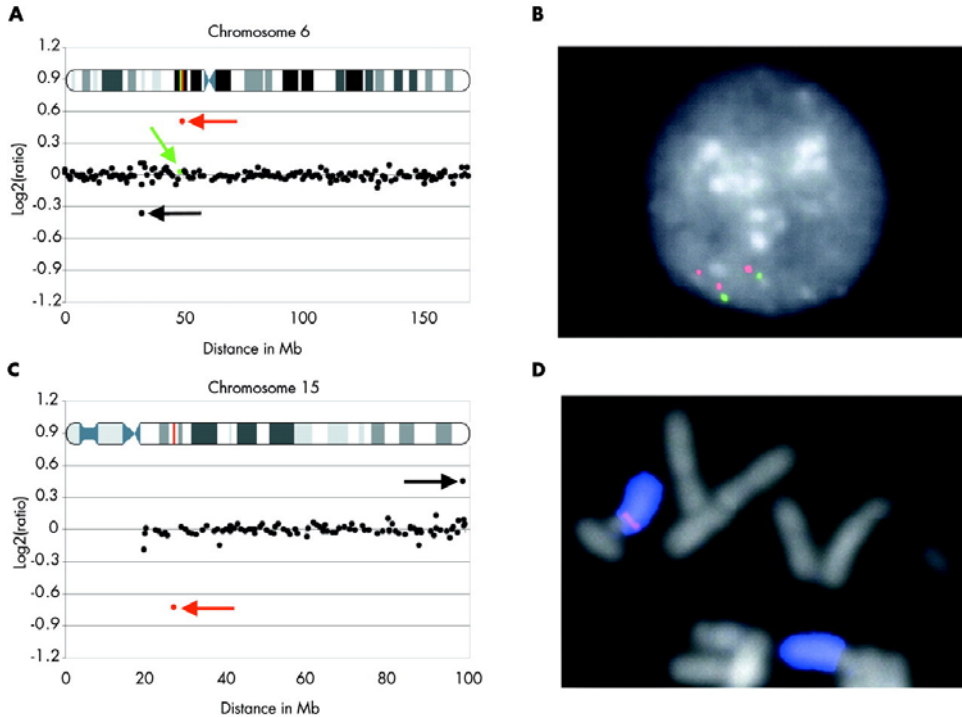 A
Chromosome 6
1.2
0.9
0.6
0.3
0
-0.3
-0.6
-0.9
-1.2
Log2(ratio)
0 50 100 150
Distance in Mb
B
C
Chromosome 15
1.2
0.9
0.6
0.3
0
-0.3
-0.6
-0.9
-1.2
Log2(ratio)
0 20 40 60 80 100
Distance in Mb
D